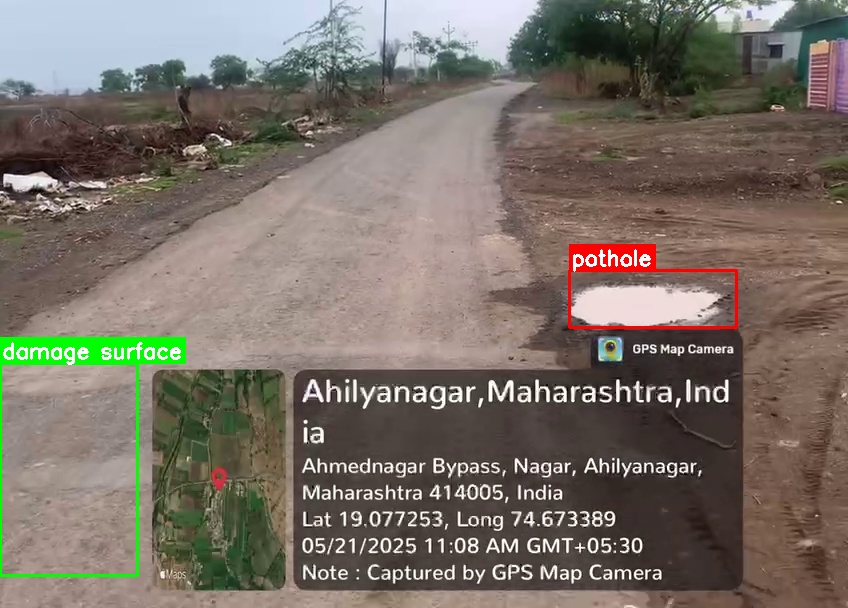 pothole
damage surface
GPS Map Camera
Ahilyanagar,Maharashtra,Ind
ia
Ahmednagar Bypass, Nagar, Ahilyanagar,
Maharashtra 414005, India
Lat 19.077253, Long 74.673389
05/21/2025 11:08 AM GMT+05:30
Note : Captured by GPS Map Camera
Maps